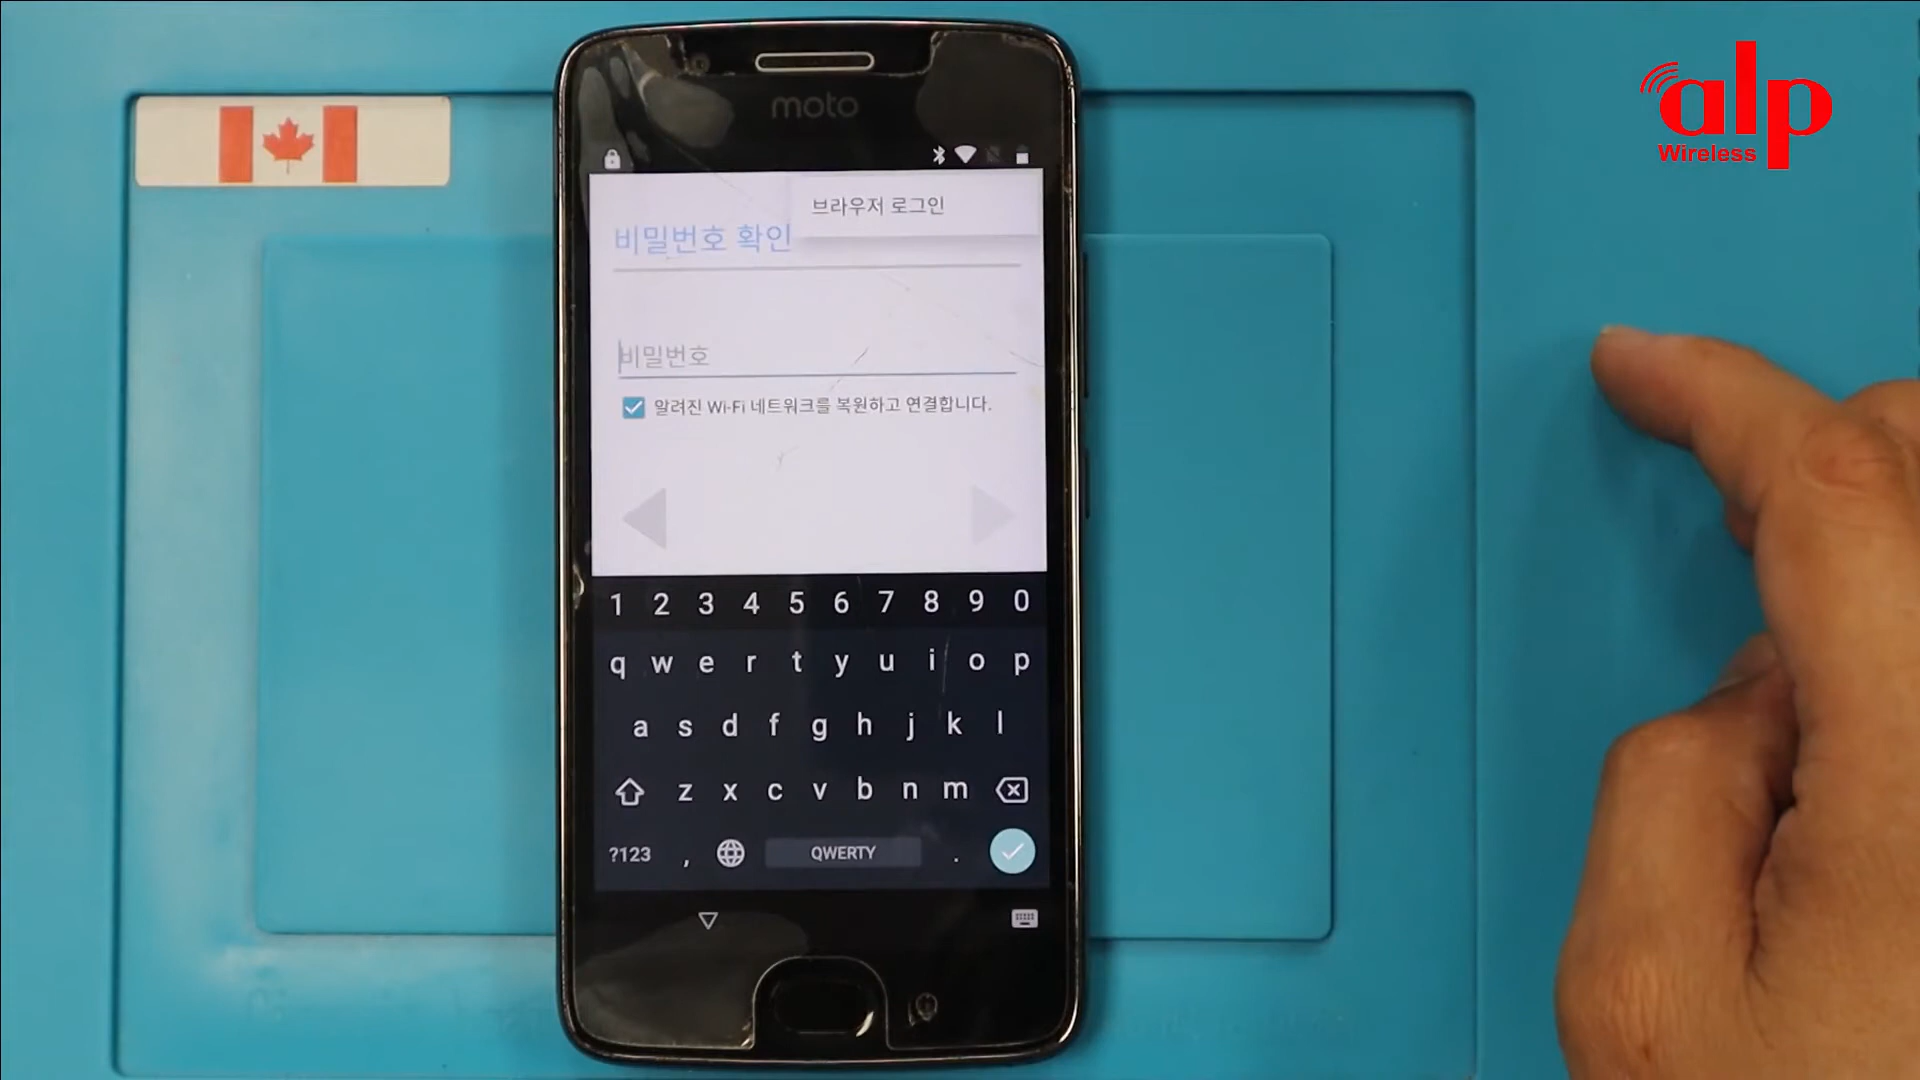 alp
Wireless
moto
브라우저 로그인
비밀번호 확인
비밀번호
알려진 Wi-Fi 네트워크를 복원하고 연결합니다.
1 2 3 4 5 6 7 8 9 0
q w e r t y u i o p
a s d f g h j k l
z x c v b n m
?123 , QWERTY .